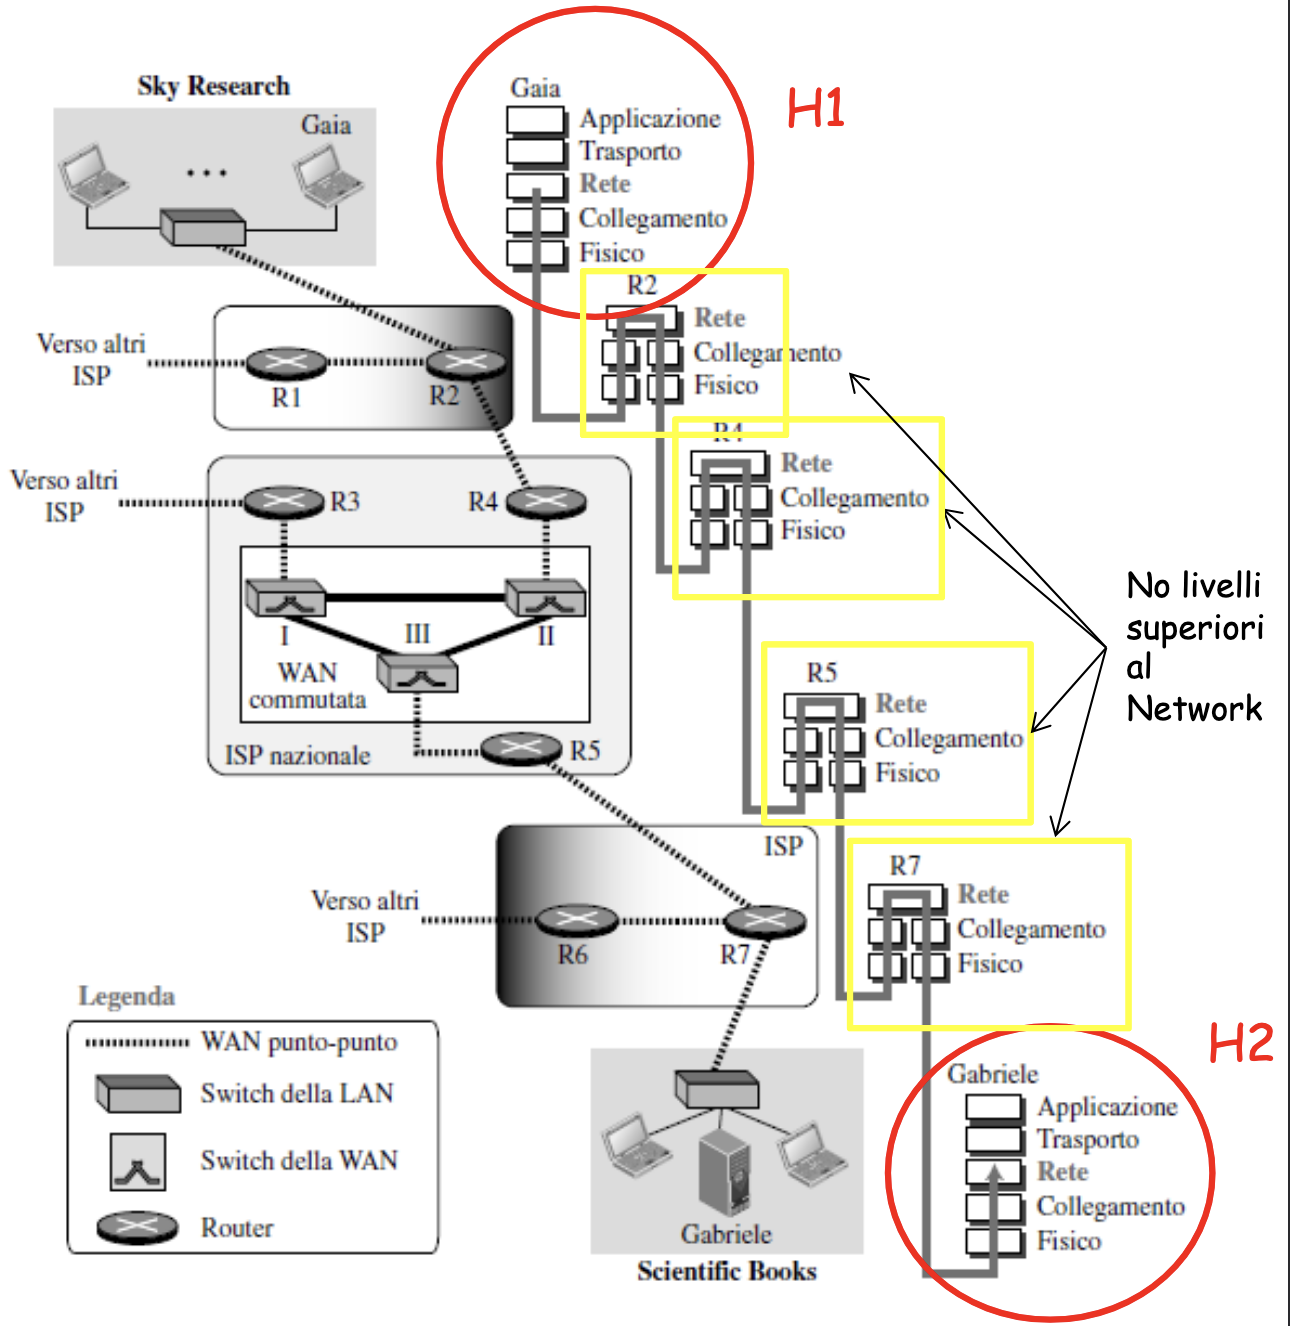 Sky Research
Gaia
Verso altri
ISP
R1
R2
Verso altri
ISP
R3
R4
I
III
II
WAN
commutata
ISP nazionale
R5
ISP
Verso altri
ISP
R6
R7
Legenda
WAN punto-punto
Switch della LAN
Switch della WAN
Router
Gabriele
Scientific Books
Gaia
Applicazione
Trasporto
Rete
Collegamento
Fisico
H1
R2
Rete
Collegamento
Fisico
R4
Rete
Collegamento
Fisico
R5
Rete
Collegamento
Fisico
R7
Rete
Collegamento
Fisico
No livelli
superiori
al
Network
H2
Gabriele
Applicazione
Trasporto
Rete
Collegamento
Fisico